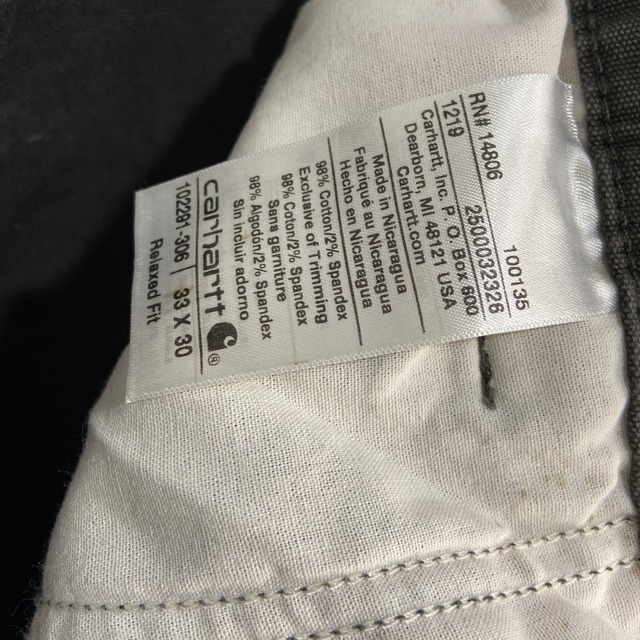 RN# 14806 100135
1219 2500032326
Carhartt, Inc. P. O. Box 600
Dearborn, MI 48121 USA
Carhartt.com
Made in Nicaragua
Fabriqué au Nicaragua
Hecho en Nicaragua
98% Cotton/2% Spandex
Exclusive of Trimming
98% Coton/2% Spandex
Sans garniture
98% Algodón/2% Spandex
Sin incluir adorno
carhartt ®
102291-306 33 X 30
Relaxed Fit